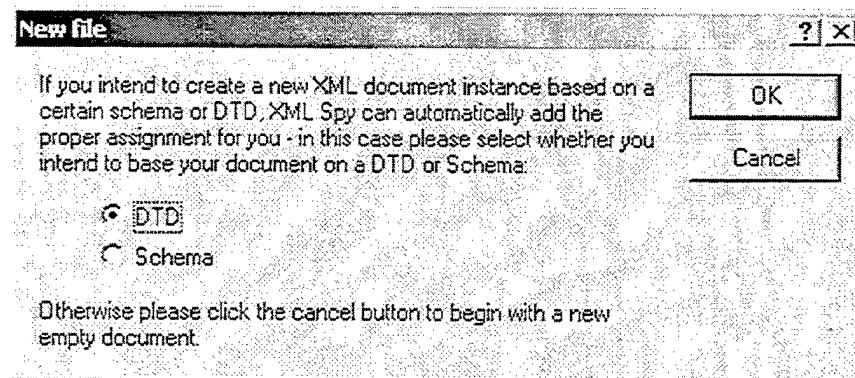 New file
? X
If you intend to create a new XML document instance based on a
certain schema or DTD, XML Spy can automatically add the
proper assignment for you - in this case please select whether you
intend to base your document on a DTD or Schema:
OK
Cancel
DTD
Schema
Otherwise please click the cancel button to begin with a new
empty document.